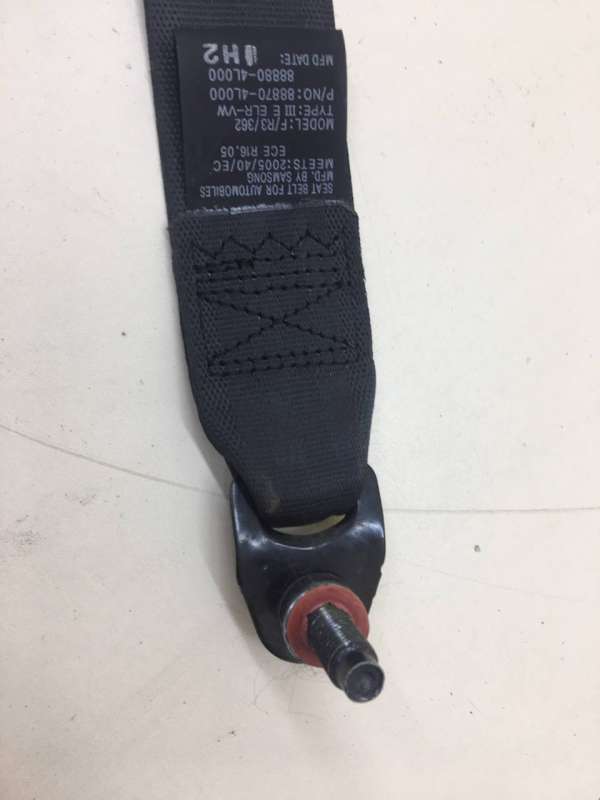 SEAT BELT FOR AUTOMOBILES
MFD. BY SAMSONG
MEETS:2005/40/EC
ECE R16.05
MODEL:F/R3/362
TYPE:III E ELR-VW
P/NO:88870-4L000
88880-4L000
MFD DATE:
H2